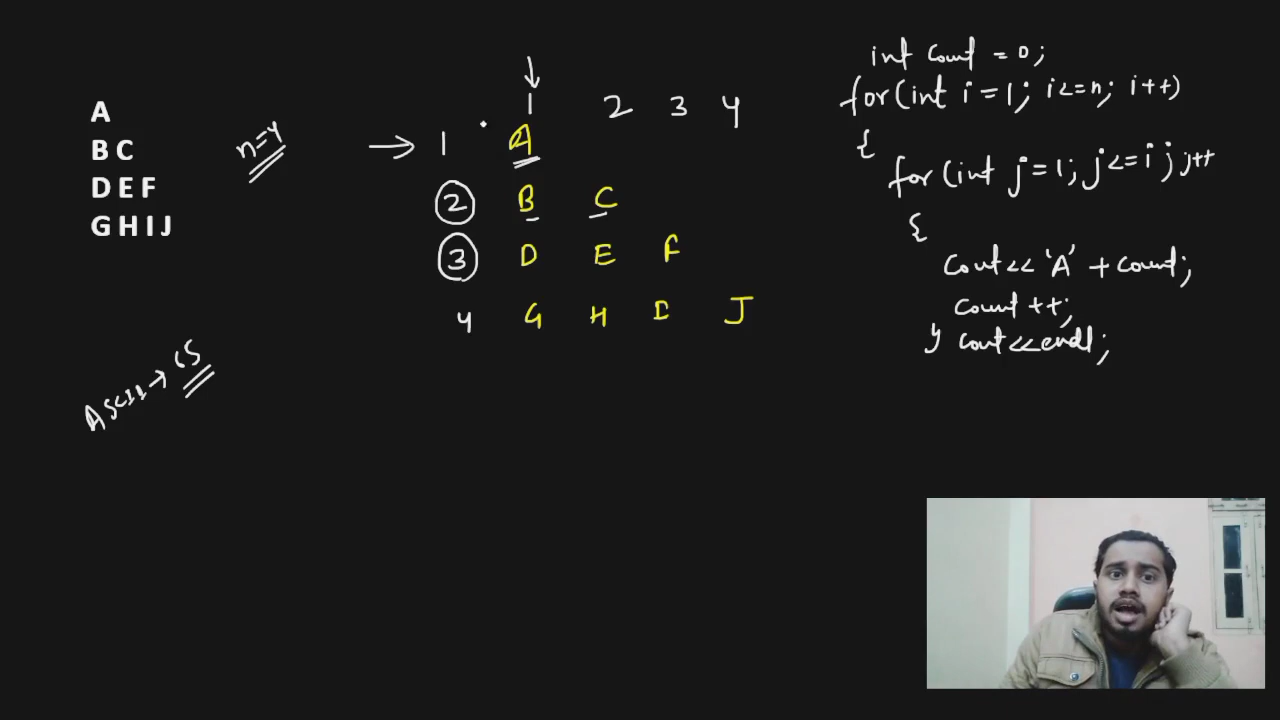 A
B C
D E F
G H I J
n=4
1 2 3 4
1 A
2 B C
3 D E F
4 G H I J
ASCII → 65
int count = 0;
for(int i = 1; i<=n; i++)
{
for(int j = 1; j<=i; j++
{
cout<< 'A' + count;
count ++;
} cout<<endl;